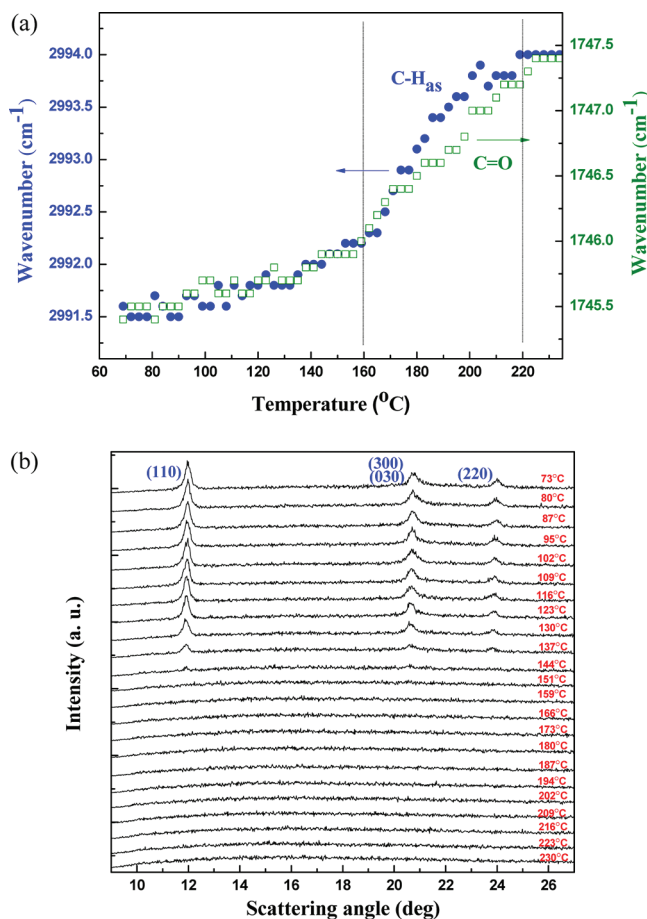 (a)
2994.0
2993.5
2993.0
2992.5
2992.0
2991.5
Wavenumber (cm⁻¹)
C-Has
C=O
1747.5
1747.0
1746.5
1746.0
1745.5
Wavenumber (cm⁻¹)
60 80 100 120 140 160 180 200 220
Temperature (°C)
(b)
(110)
(300)
(030)
(220)
73°C
80°C
87°C
95°C
102°C
109°C
116°C
123°C
130°C
137°C
144°C
151°C
159°C
166°C
173°C
180°C
187°C
194°C
202°C
209°C
216°C
223°C
230°C
Intensity (a. u.)
10 12 14 16 18 20 22 24 26
Scattering angle (deg)